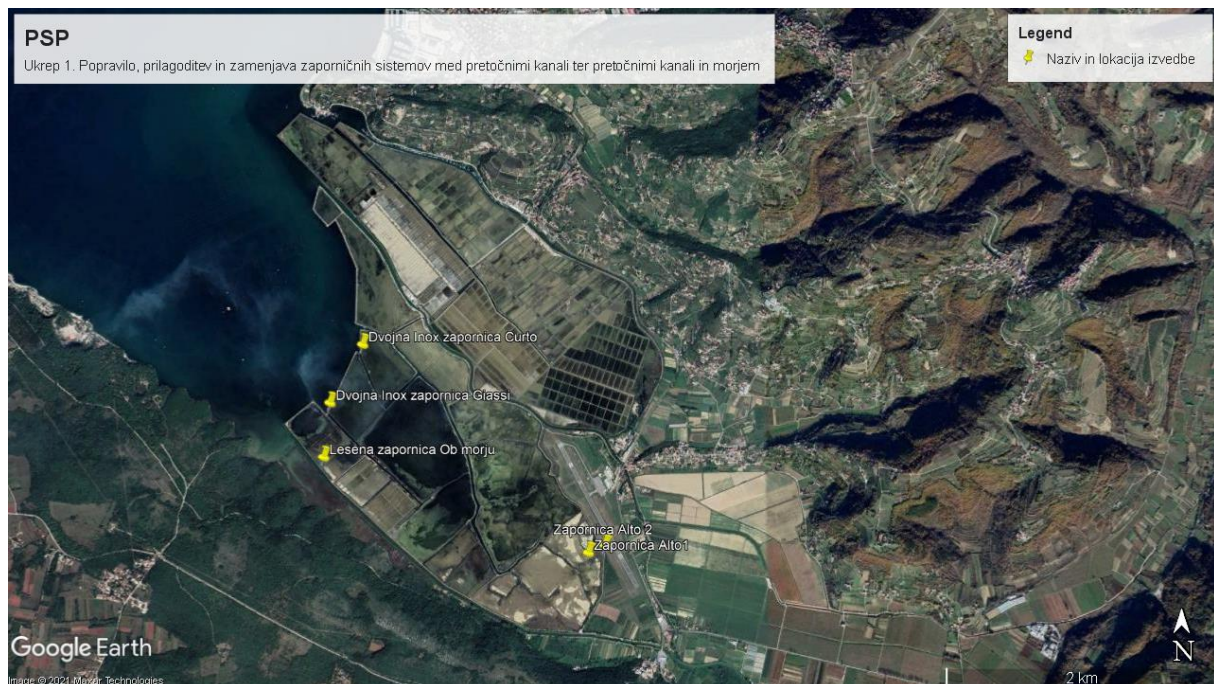 PSP
Ukrep 1. Popravilo, prilagoditev in zamenjava zaporničnih sistemov med pretočnimi kanali ter pretočnimi kanali in morjem
Legend
Naziv in lokacija izvedbe
Dvojna Inox zapornica Curto
Dvojna Inox zapornica Giassi
Lesena zapornica Ob morju
Zapornica Alto 2
Zapornica Alto1
Google Earth
Image © 2021 Maxar Technologies
2 km
N